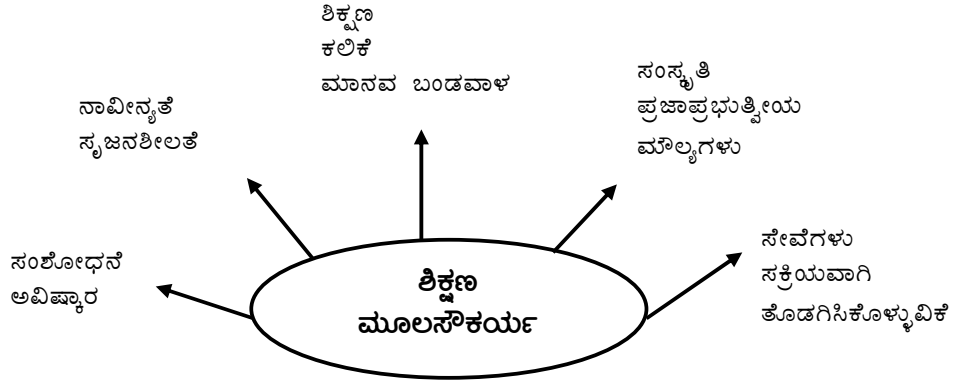 ಶಿಕ್ಷಣ
ಕಲಿಕೆ
ಮಾನವ ಬಂಡವಾಳ
ಸಂಸ್ಕೃತಿ
ಪ್ರಜಾಪ್ರಭುತ್ವೀಯ
ಮೌಲ್ಯಗಳು
ನಾವೀನ್ಯತೆ
ಸೃಜನಶೀಲತೆ
ಸೇವೆಗಳು
ಸಕ್ರಿಯವಾಗಿ
ತೊಡಗಿಸಿಕೊಳ್ಳುವಿಕೆ
ಸಂಶೋಧನೆ
ಅವಿಷ್ಕಾರ
ಶಿಕ್ಷಣ
ಮೂಲಸೌಕರ್ಯ